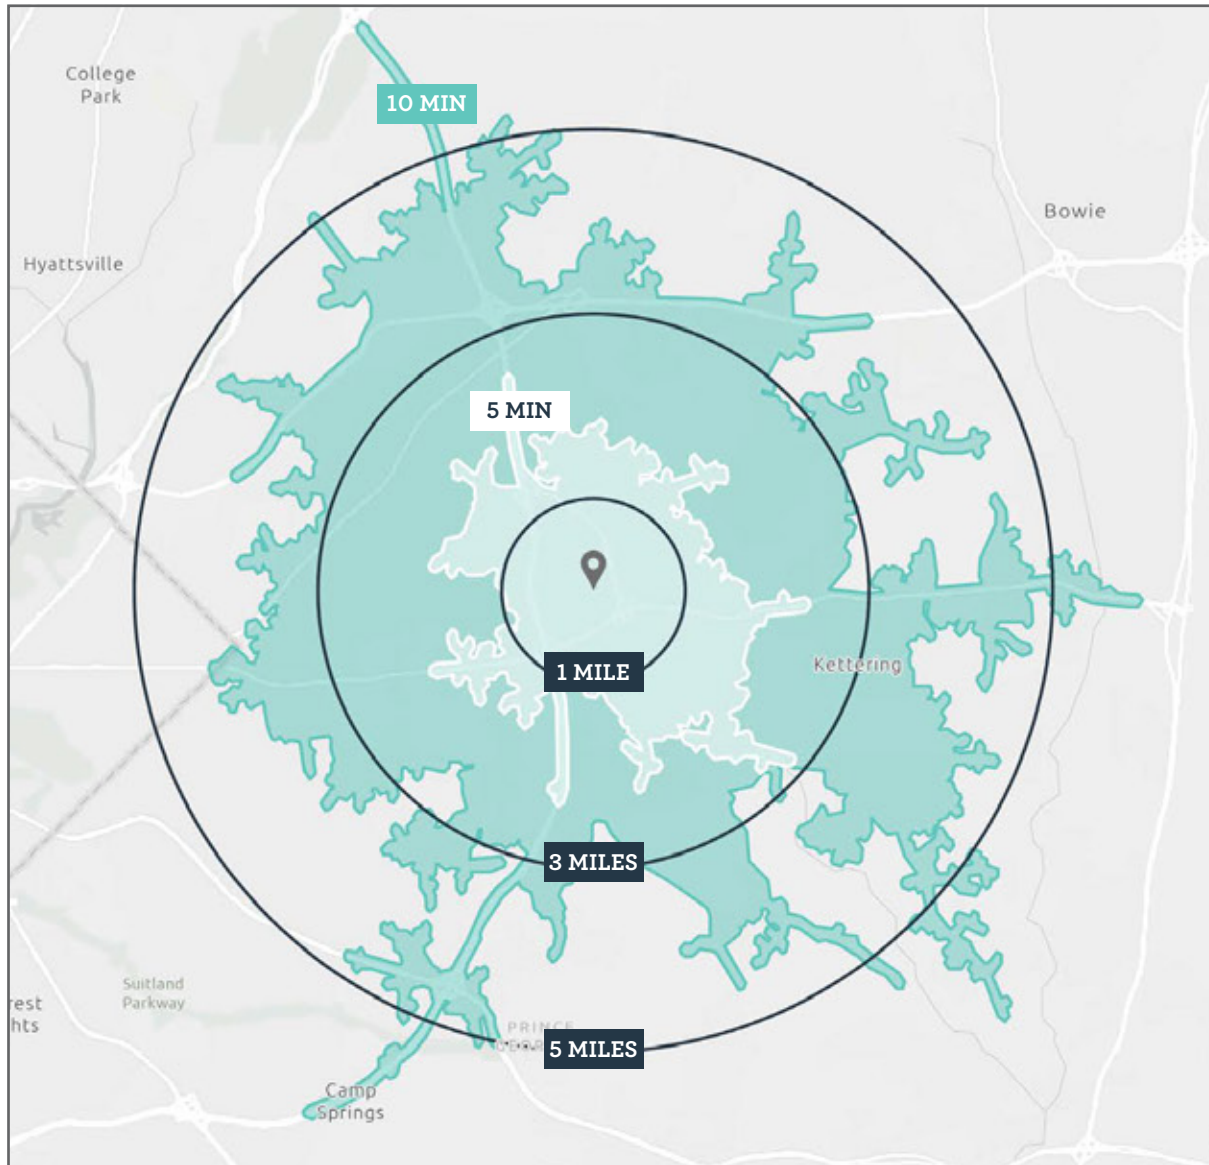 College
Park
10 MIN
Bowie
Hyattsville
5 MIN
Kettering
1 MILE
3 MILES
Suitland
Parkway
rest
hts
PRINCE
5 MILES
Camp
Springs